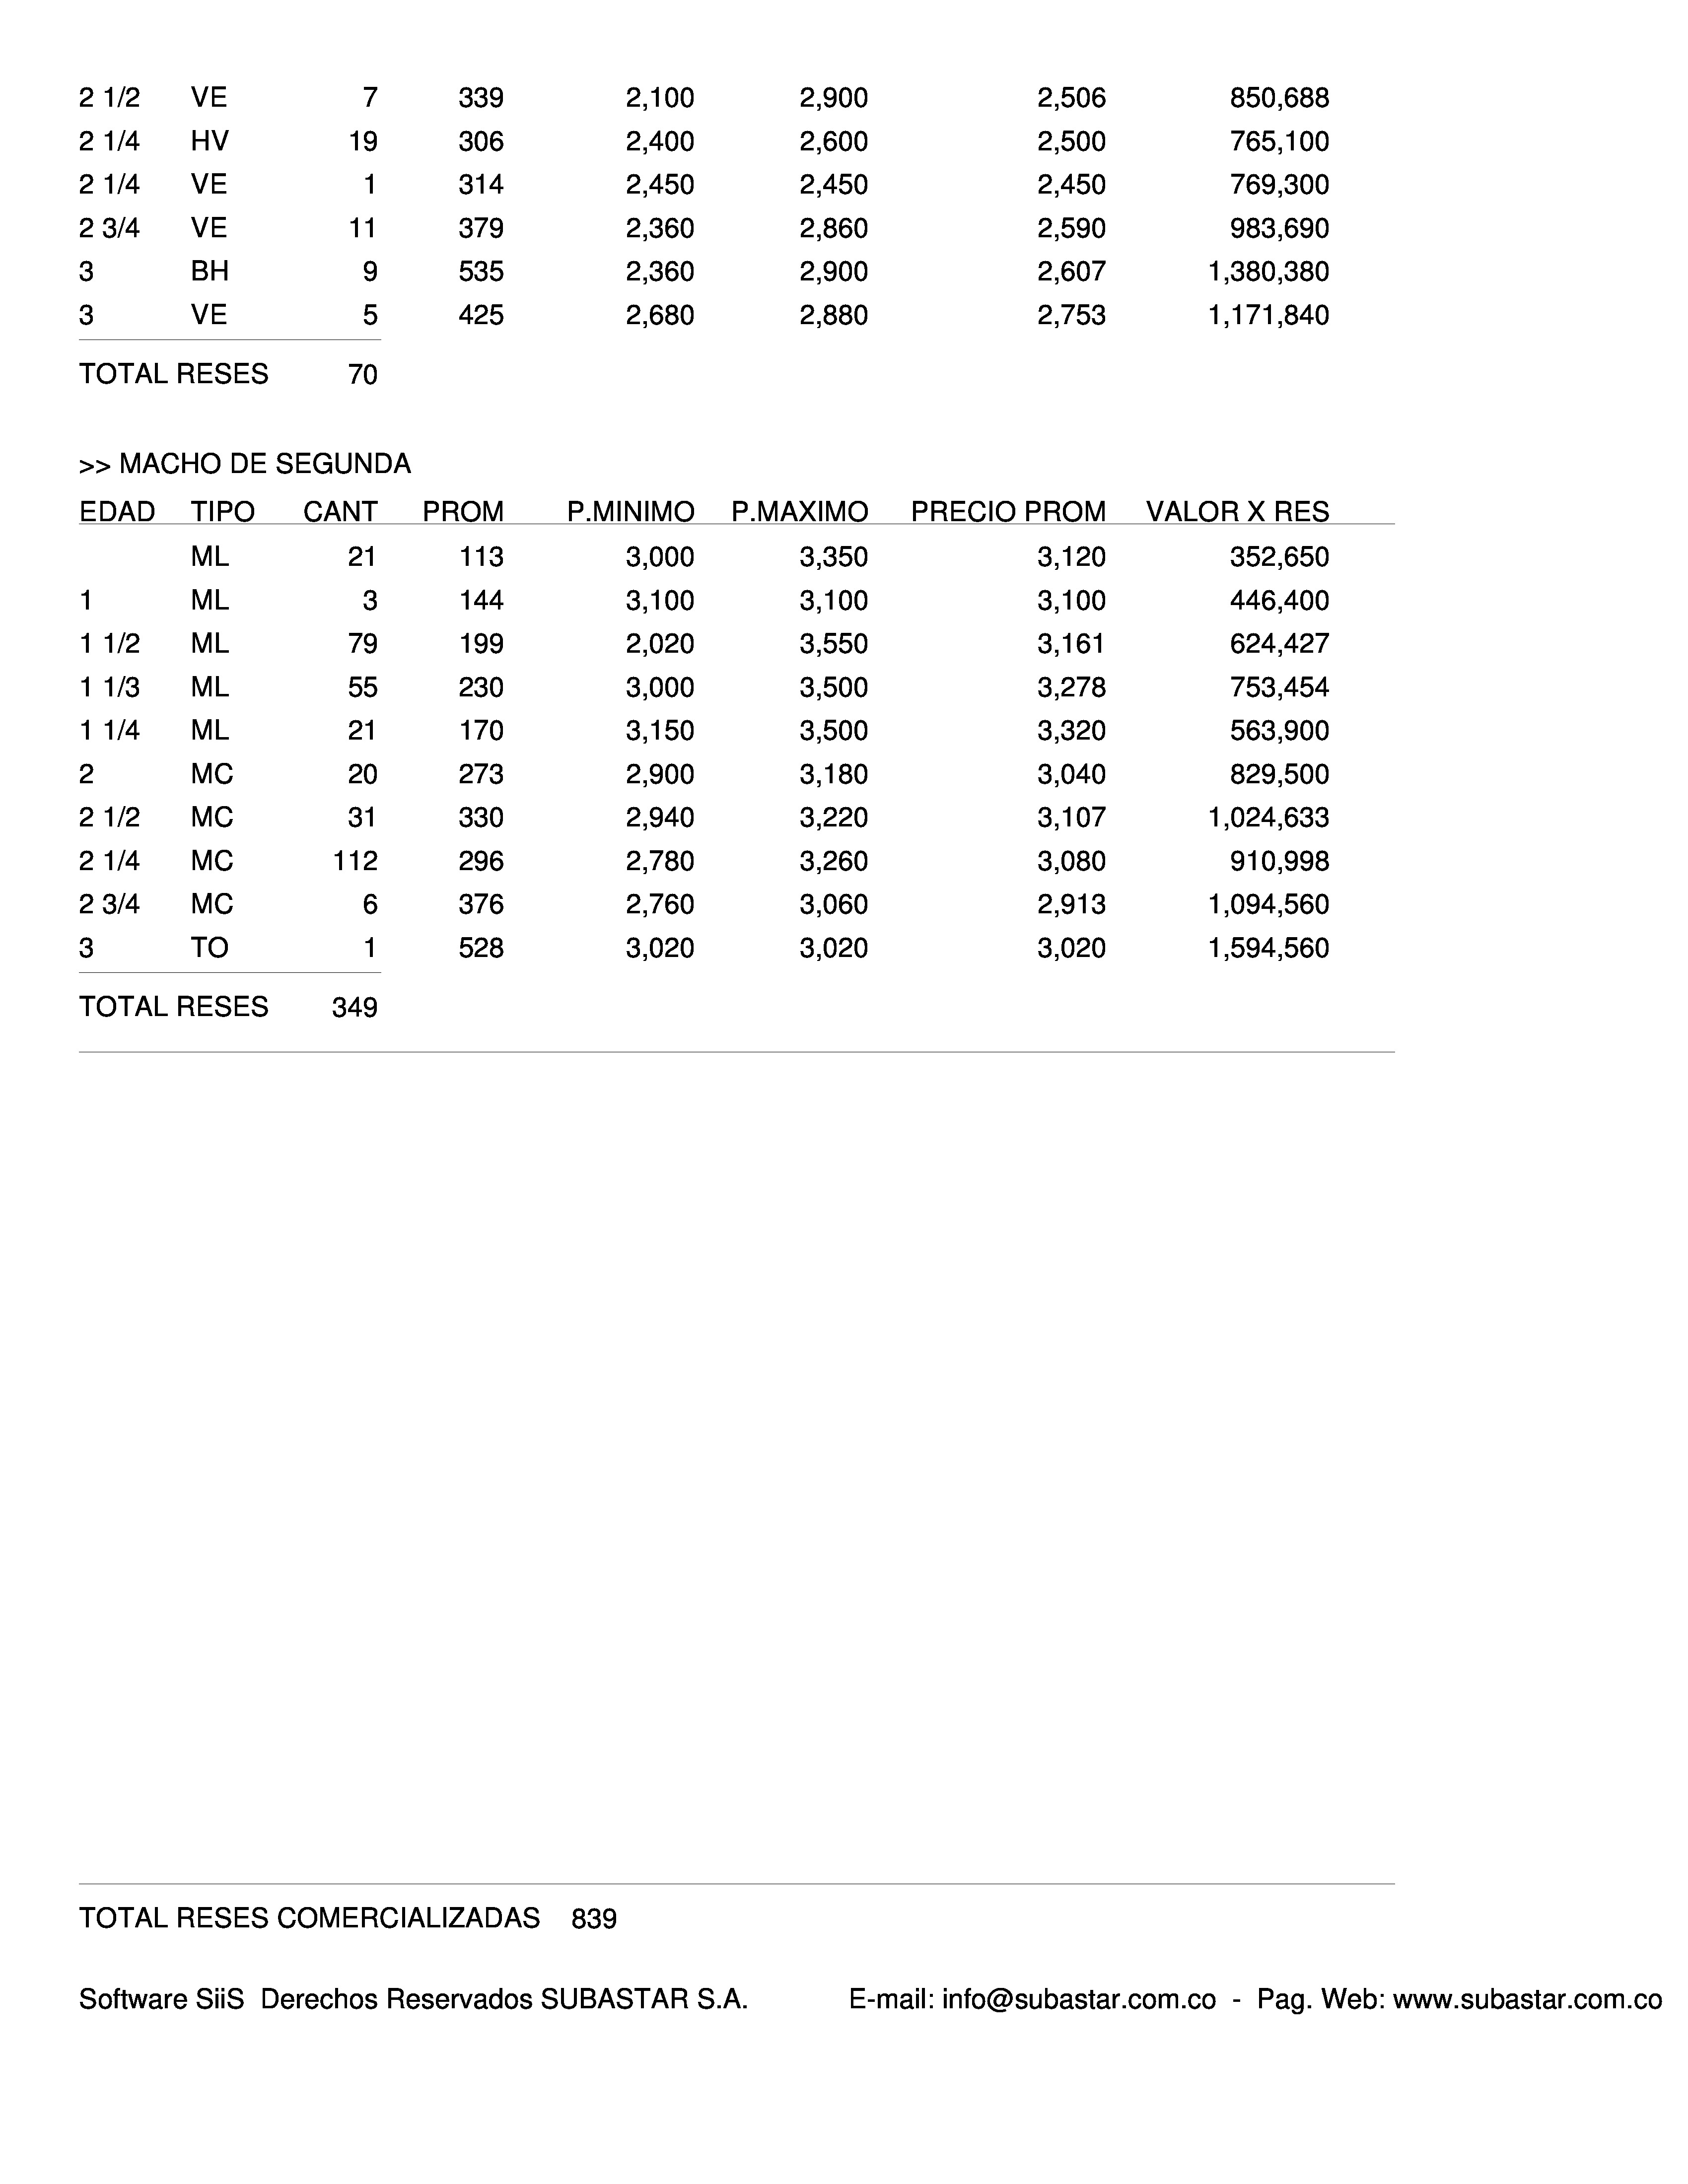 2 1/2 VE 7 339 2,100 2,900 2,506 850,688
2 1/4 HV 19 306 2,400 2,600 2,500 765,100
2 1/4 VE 1 314 2,450 2,450 2,450 769,300
2 3/4 VE 11 379 2,360 2,860 2,590 983,690
3 BH 9 535 2,360 2,900 2,607 1,380,380
3 VE 5 425 2,680 2,880 2,753 1,171,840
TOTAL RESES 70
>> MACHO DE SEGUNDA
EDAD TIPO CANT PROM P.MINIMO P.MAXIMO PRECIO PROM VALOR X RES
ML 21 113 3,000 3,350 3,120 352,650
1 ML 3 144 3,100 3,100 3,100 446,400
1 1/2 ML 79 199 2,020 3,550 3,161 624,427
1 1/3 ML 55 230 3,000 3,500 3,278 753,454
1 1/4 ML 21 170 3,150 3,500 3,320 563,900
2 MC 20 273 2,900 3,180 3,040 829,500
2 1/2 MC 31 330 2,940 3,220 3,107 1,024,633
2 1/4 MC 112 296 2,780 3,260 3,080 910,998
2 3/4 MC 6 376 2,760 3,060 2,913 1,094,560
3 TO 1 528 3,020 3,020 3,020 1,594,560
TOTAL RESES 349
TOTAL RESES COMERCIALIZADAS 839
Software SiiS Derechos Reservados SUBASTAR S.A. E-mail: info@subastar.com.co - Pag. Web: www.subastar.com.co